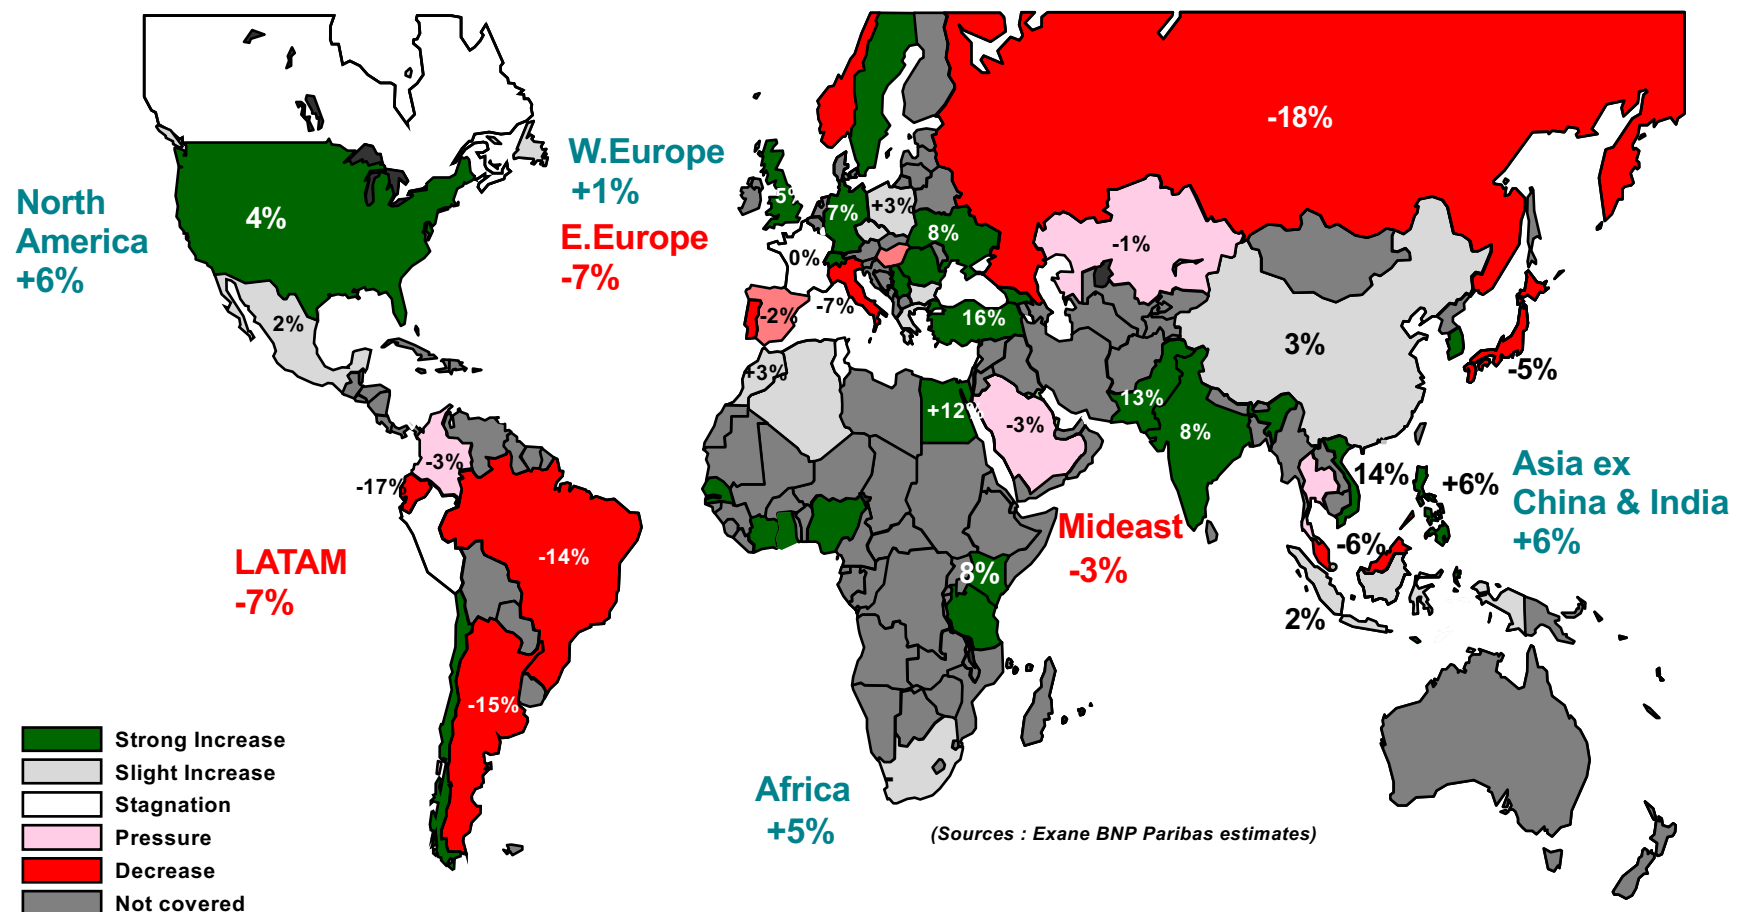 North
America
+6%
4%
2%
W.Europe
+1%
E.Europe
-7%
-5%
7%
+3%
8%
0%
-7%
-2%
16%
-18%
-1%
3%
-5%
+3%
+12%
-3%
13%
8%
14%
+6%
Asia ex
China & India
+6%
-6%
2%
-3%
-17%
-14%
-15%
LATAM
-7%
Mideast
-3%
8%
Africa
+5%
(Sources : Exane BNP Paribas estimates)
Strong Increase
Slight Increase
Stagnation
Pressure
Decrease
Not covered